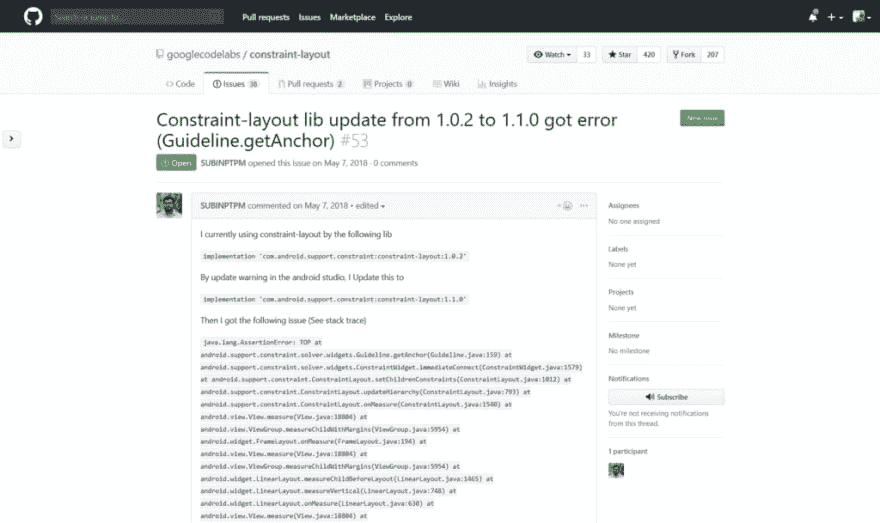 Search or jump to...
Pull requests Issues Marketplace Explore
googlecodelabs / constraint-layout
Watch 33 Star 420 Fork 207
Code Issues 38 Pull requests 2 Projects 0 Wiki Insights
Constraint-layout lib update from 1.0.2 to 1.1.0 got error
(Guideline.getAnchor) #53
New issue
Open SUBINPTPM opened this issue on May 7, 2018 · 0 comments
SUBINPTPM commented on May 7, 2018 • edited
I currently using constraint-layout by the following lib
implementation 'com.android.support.constraint:constraint-layout:1.0.2'
By update warning in the android studio, I Update this to
implementation 'com.android.support.constraint:constraint-layout:1.1.0'
Then I got the following issue (See stack trace)
java.lang.AssertionError: TOP at
android.support.constraint.solver.widgets.Guideline.getAnchor(Guideline.java:159) at
android.support.constraint.solver.widgets.ConstraintWidget.immediateConnect(ConstraintWidget.java:1579)
at android.support.constraint.ConstraintLayout.setChildrenConstraints(ConstraintLayout.java:1012) at
android.support.constraint.ConstraintLayout.updateHierarchy(ConstraintLayout.java:793) at
android.support.constraint.ConstraintLayout.onMeasure(ConstraintLayout.java:1540) at
android.view.View.measure(View.java:18804) at
android.view.ViewGroup.measureChildWithMargins(ViewGroup.java:5954) at
android.widget.FrameLayout.onMeasure(FrameLayout.java:194) at
android.view.View.measure(View.java:18804) at
android.view.ViewGroup.measureChildWithMargins(ViewGroup.java:5954) at
android.widget.LinearLayout.measureChildBeforeLayout(LinearLayout.java:1465) at
android.widget.LinearLayout.measureVertical(LinearLayout.java:748) at
android.widget.LinearLayout.onMeasure(LinearLayout.java:630) at
android.view.View.measure(View.java:18804) at
Assignees
No one assigned
Labels
None yet
Projects
None yet
Milestone
No milestone
Notifications
Subscribe
You're not receiving notifications
from this thread.
1 participant